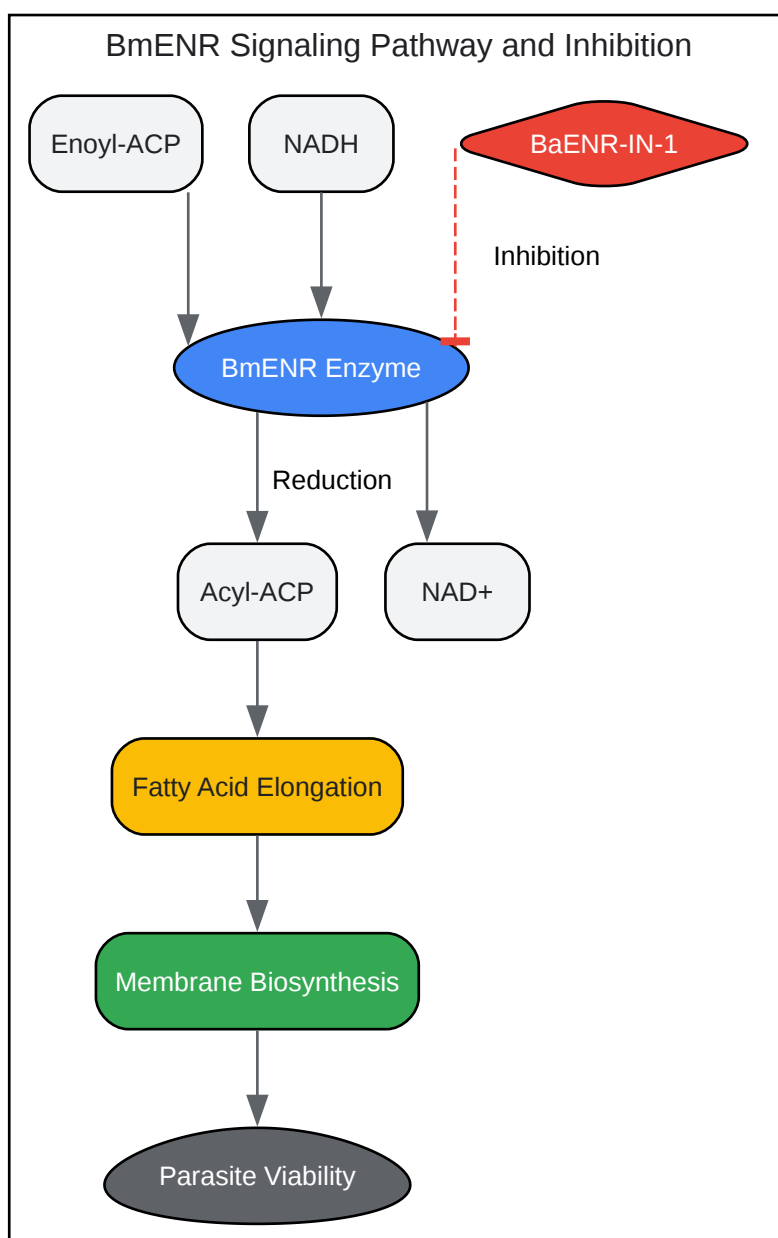 BmENR Signaling Pathway and Inhibition
Enoyl-ACP
NADH
BaENR-IN-1
Inhibition
BmENR Enzyme
Reduction
Acyl-ACP
NAD+
Fatty Acid Elongation
Membrane Biosynthesis
Parasite Viability